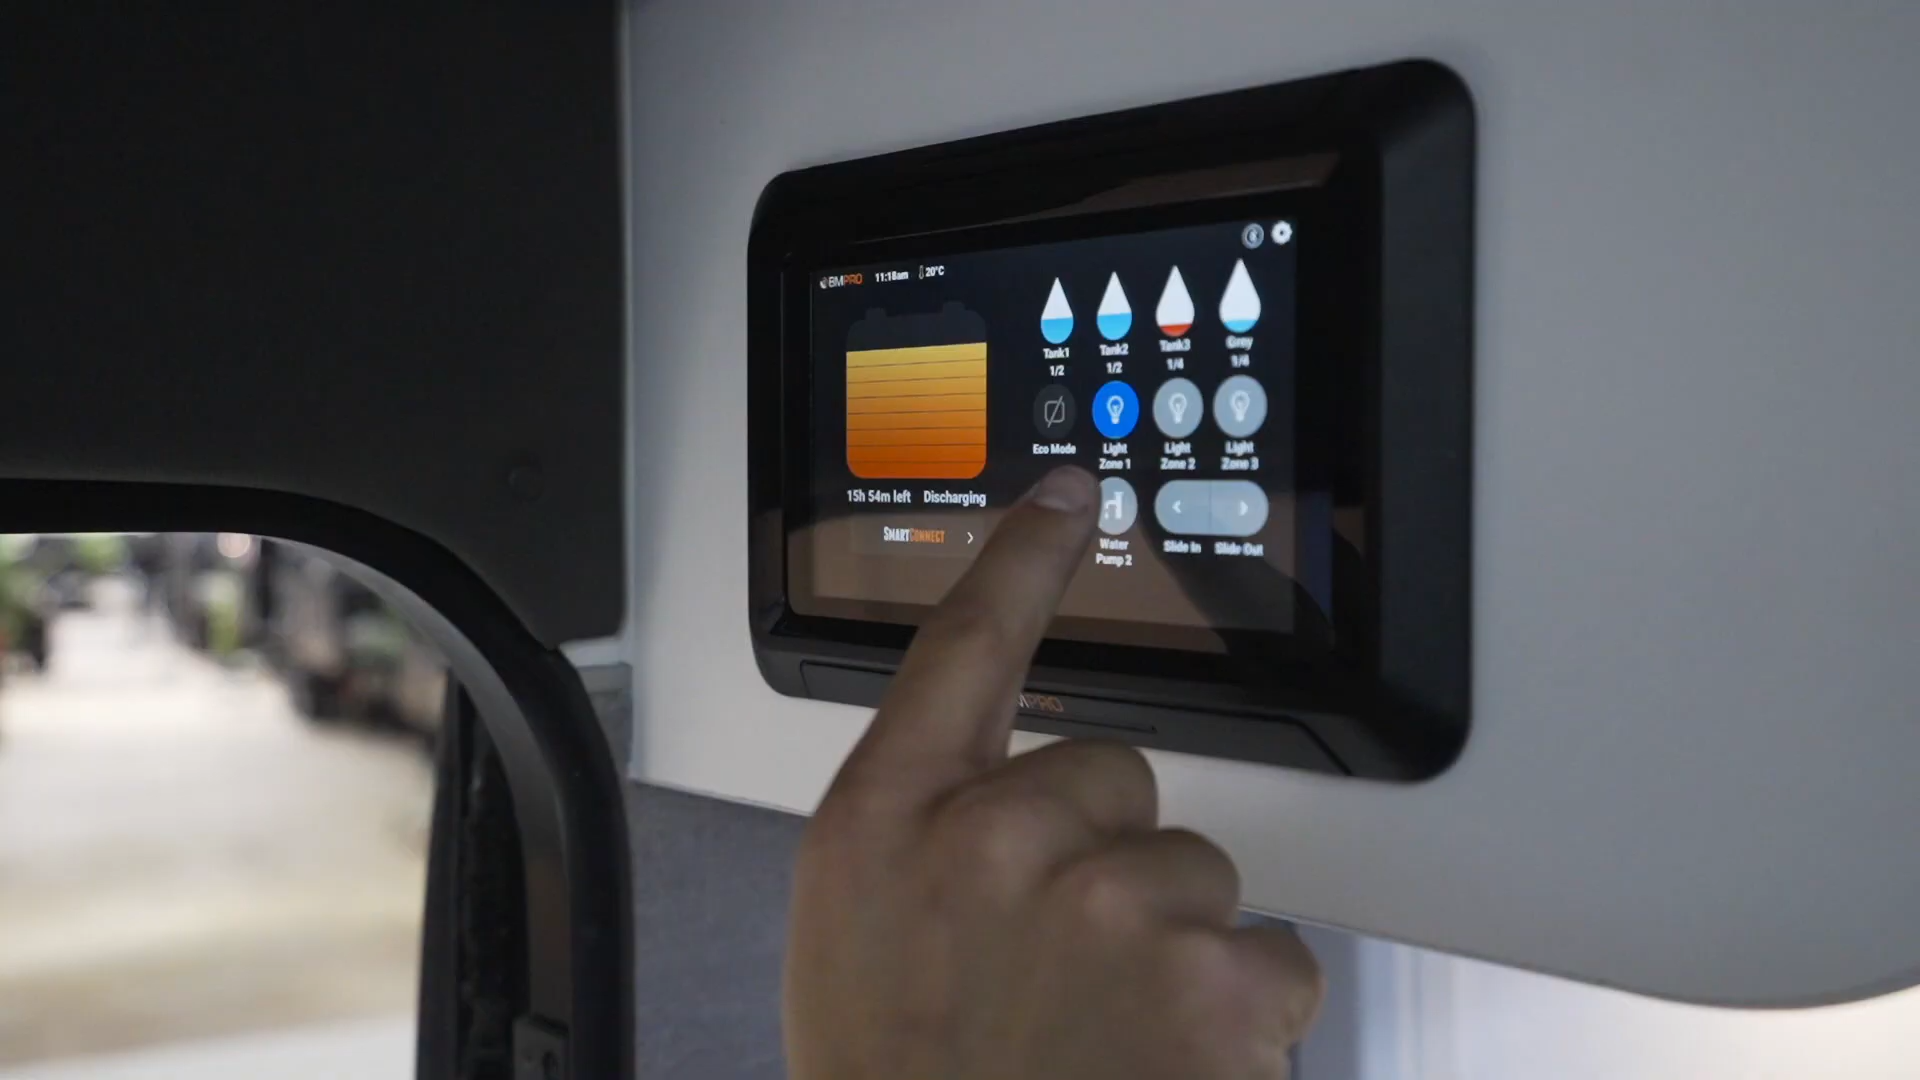 BMPRO 11:18am 20°C
Tank1 Tank2 Tank3 Grey
1/2 1/2 1/4 1/4
Eco Mode Light Zone 1 Light Zone 2 Light Zone 3
15h 54m left Discharging
SMARTCONNECT >
Water Pump 2 Slide In Slide Out
MPRO